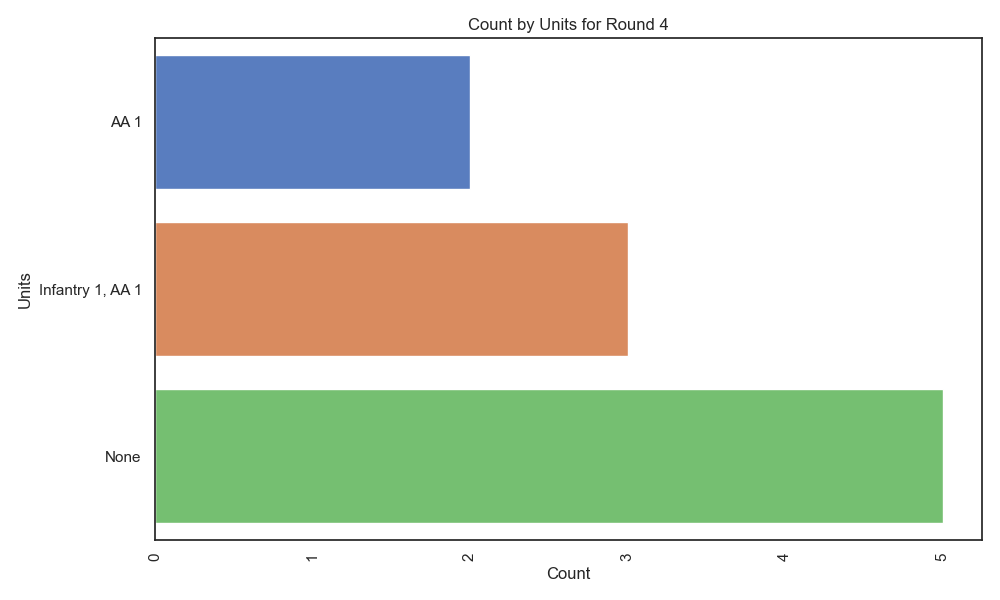 Count by Units for Round 4
Units
AA 1
Infantry 1, AA 1
None
0
1
2
3
4
5
Count